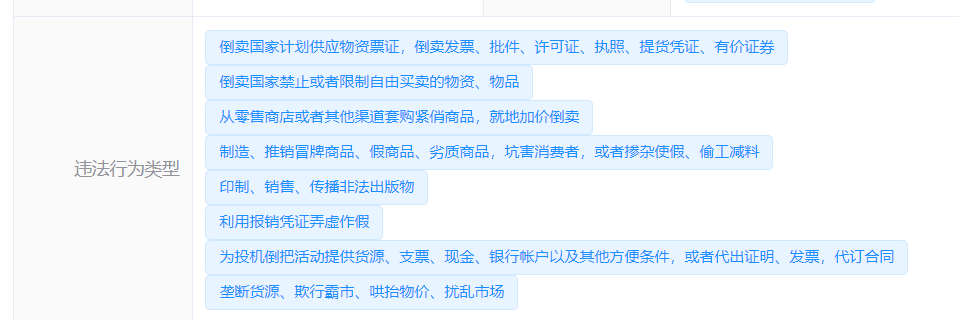 倒卖国家计划供应物资票证，倒卖发票、批件、许可证、执照、提货凭证、有价证券
倒卖国家禁止或者限制自由买卖的物资、物品
从零售商店或者其他渠道套购紧俏商品，就地加价倒卖
制造、推销冒牌商品、假商品、劣质商品，坑害消费者，或者掺杂使假、偷工减料
违法行为类型
印制、销售、传播非法出版物
利用报销凭证弄虚作假
为投机倒把活动提供货源、支票、现金、银行帐户以及其他方便条件，或者代出证明、发票，代订合同
垄断货源、欺行霸市、哄抬物价、扰乱市场